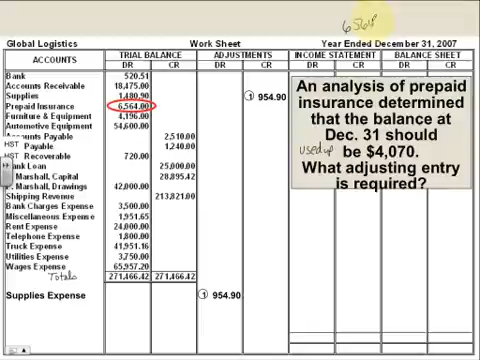 6564
Global Logistics Work Sheet Year Ended December 31, 2007
ACCOUNTS TRIAL BALANCE ADJUSTMENTS INCOME STATEMENT BALANCE SHEET
DR CR DR CR DR CR DR CR
Bank 520.51
Accounts Receivable 18,475.00
Supplies 1,480.90 1 954.90
Prepaid Insurance 6,564.00
Furniture & Equipment 4,196.00
Automotive Equipment 54,600.00
Accounts Payable 2,510.00
HST Payable 1,240.00
HST Recoverable 720.00
Bank Loan 25,000.00
Marshall, Capital 28,895.42
Marshall, Drawings 42,000.00
Shipping Revenue 213,821.00
Bank Charges Expense 3,500.00
Miscellaneous Expense 1,951.65
Rent Expense 24,000.00
Telephone Expense 1,800.00
Truck Expense 41,951.16
Utilities Expense 3,750.00
Wages Expense 65,957.20
Totals 271,466.42 271,466.42
Supplies Expense 1 954.90
An analysis of prepaid
insurance determined
that the balance at
Dec. 31 should
used up be $4,070.
What adjusting entry
is required?